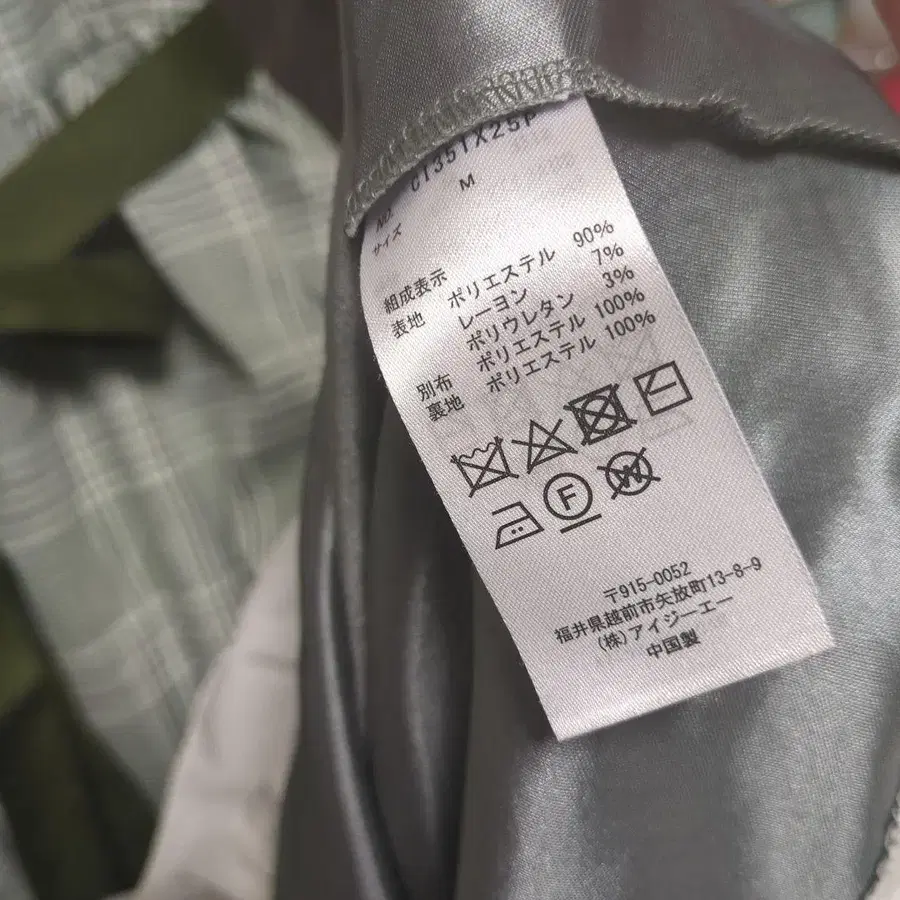 No. C1351X25P
サイズ M
組成表示
表地 ポリエステル 90%
レーヨン 7%
ポリウレタン 3%
別布 ポリエステル 100%
裏地 ポリエステル 100%
F
W
〒915-0052
福井県越前市矢放町13-8-9
(株)アイジーエー
中国製